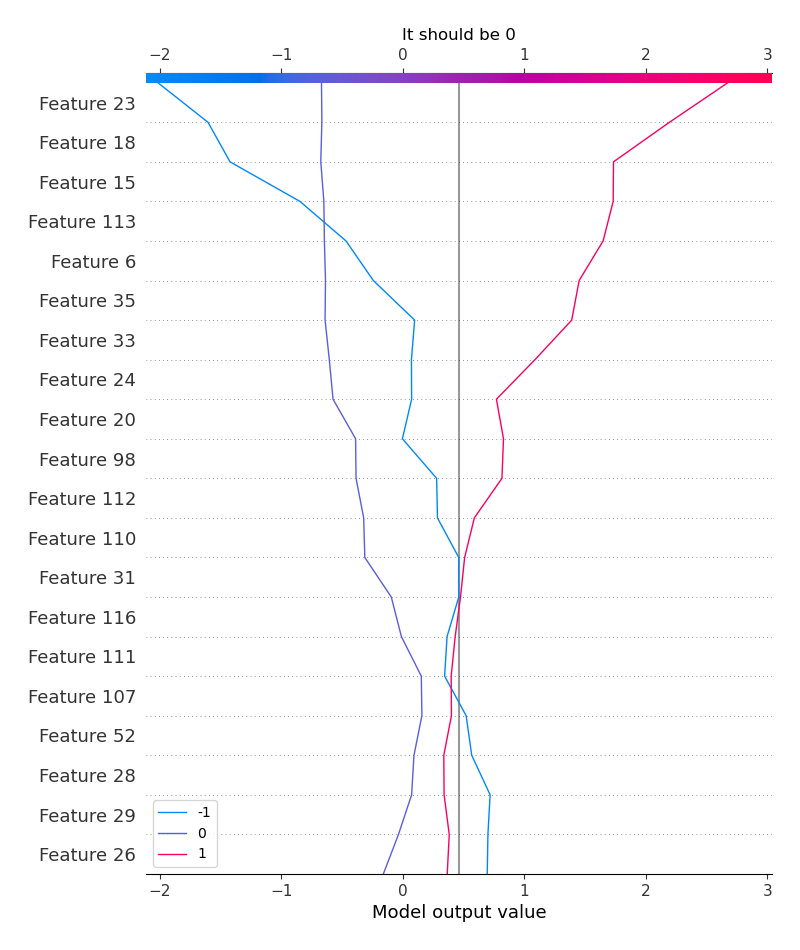 It should be 0
−2 −1 0 1 2 3
Feature 23
Feature 18
Feature 15
Feature 113
Feature 6
Feature 35
Feature 33
Feature 24
Feature 20
Feature 98
Feature 112
Feature 110
Feature 31
Feature 116
Feature 111
Feature 107
Feature 52
Feature 28
Feature 29
Feature 26
-1
0
1
−2 −1 0 1 2 3
Model output value